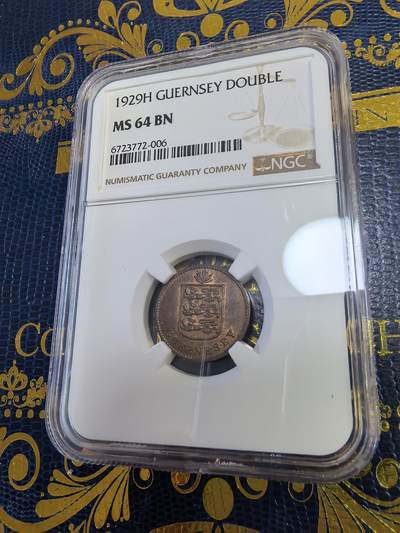 1929H GUERNSEY DOUBLE
MS 64 BN
6723772-006
NUMISMATIC GUARANTY COMPANY
NGC